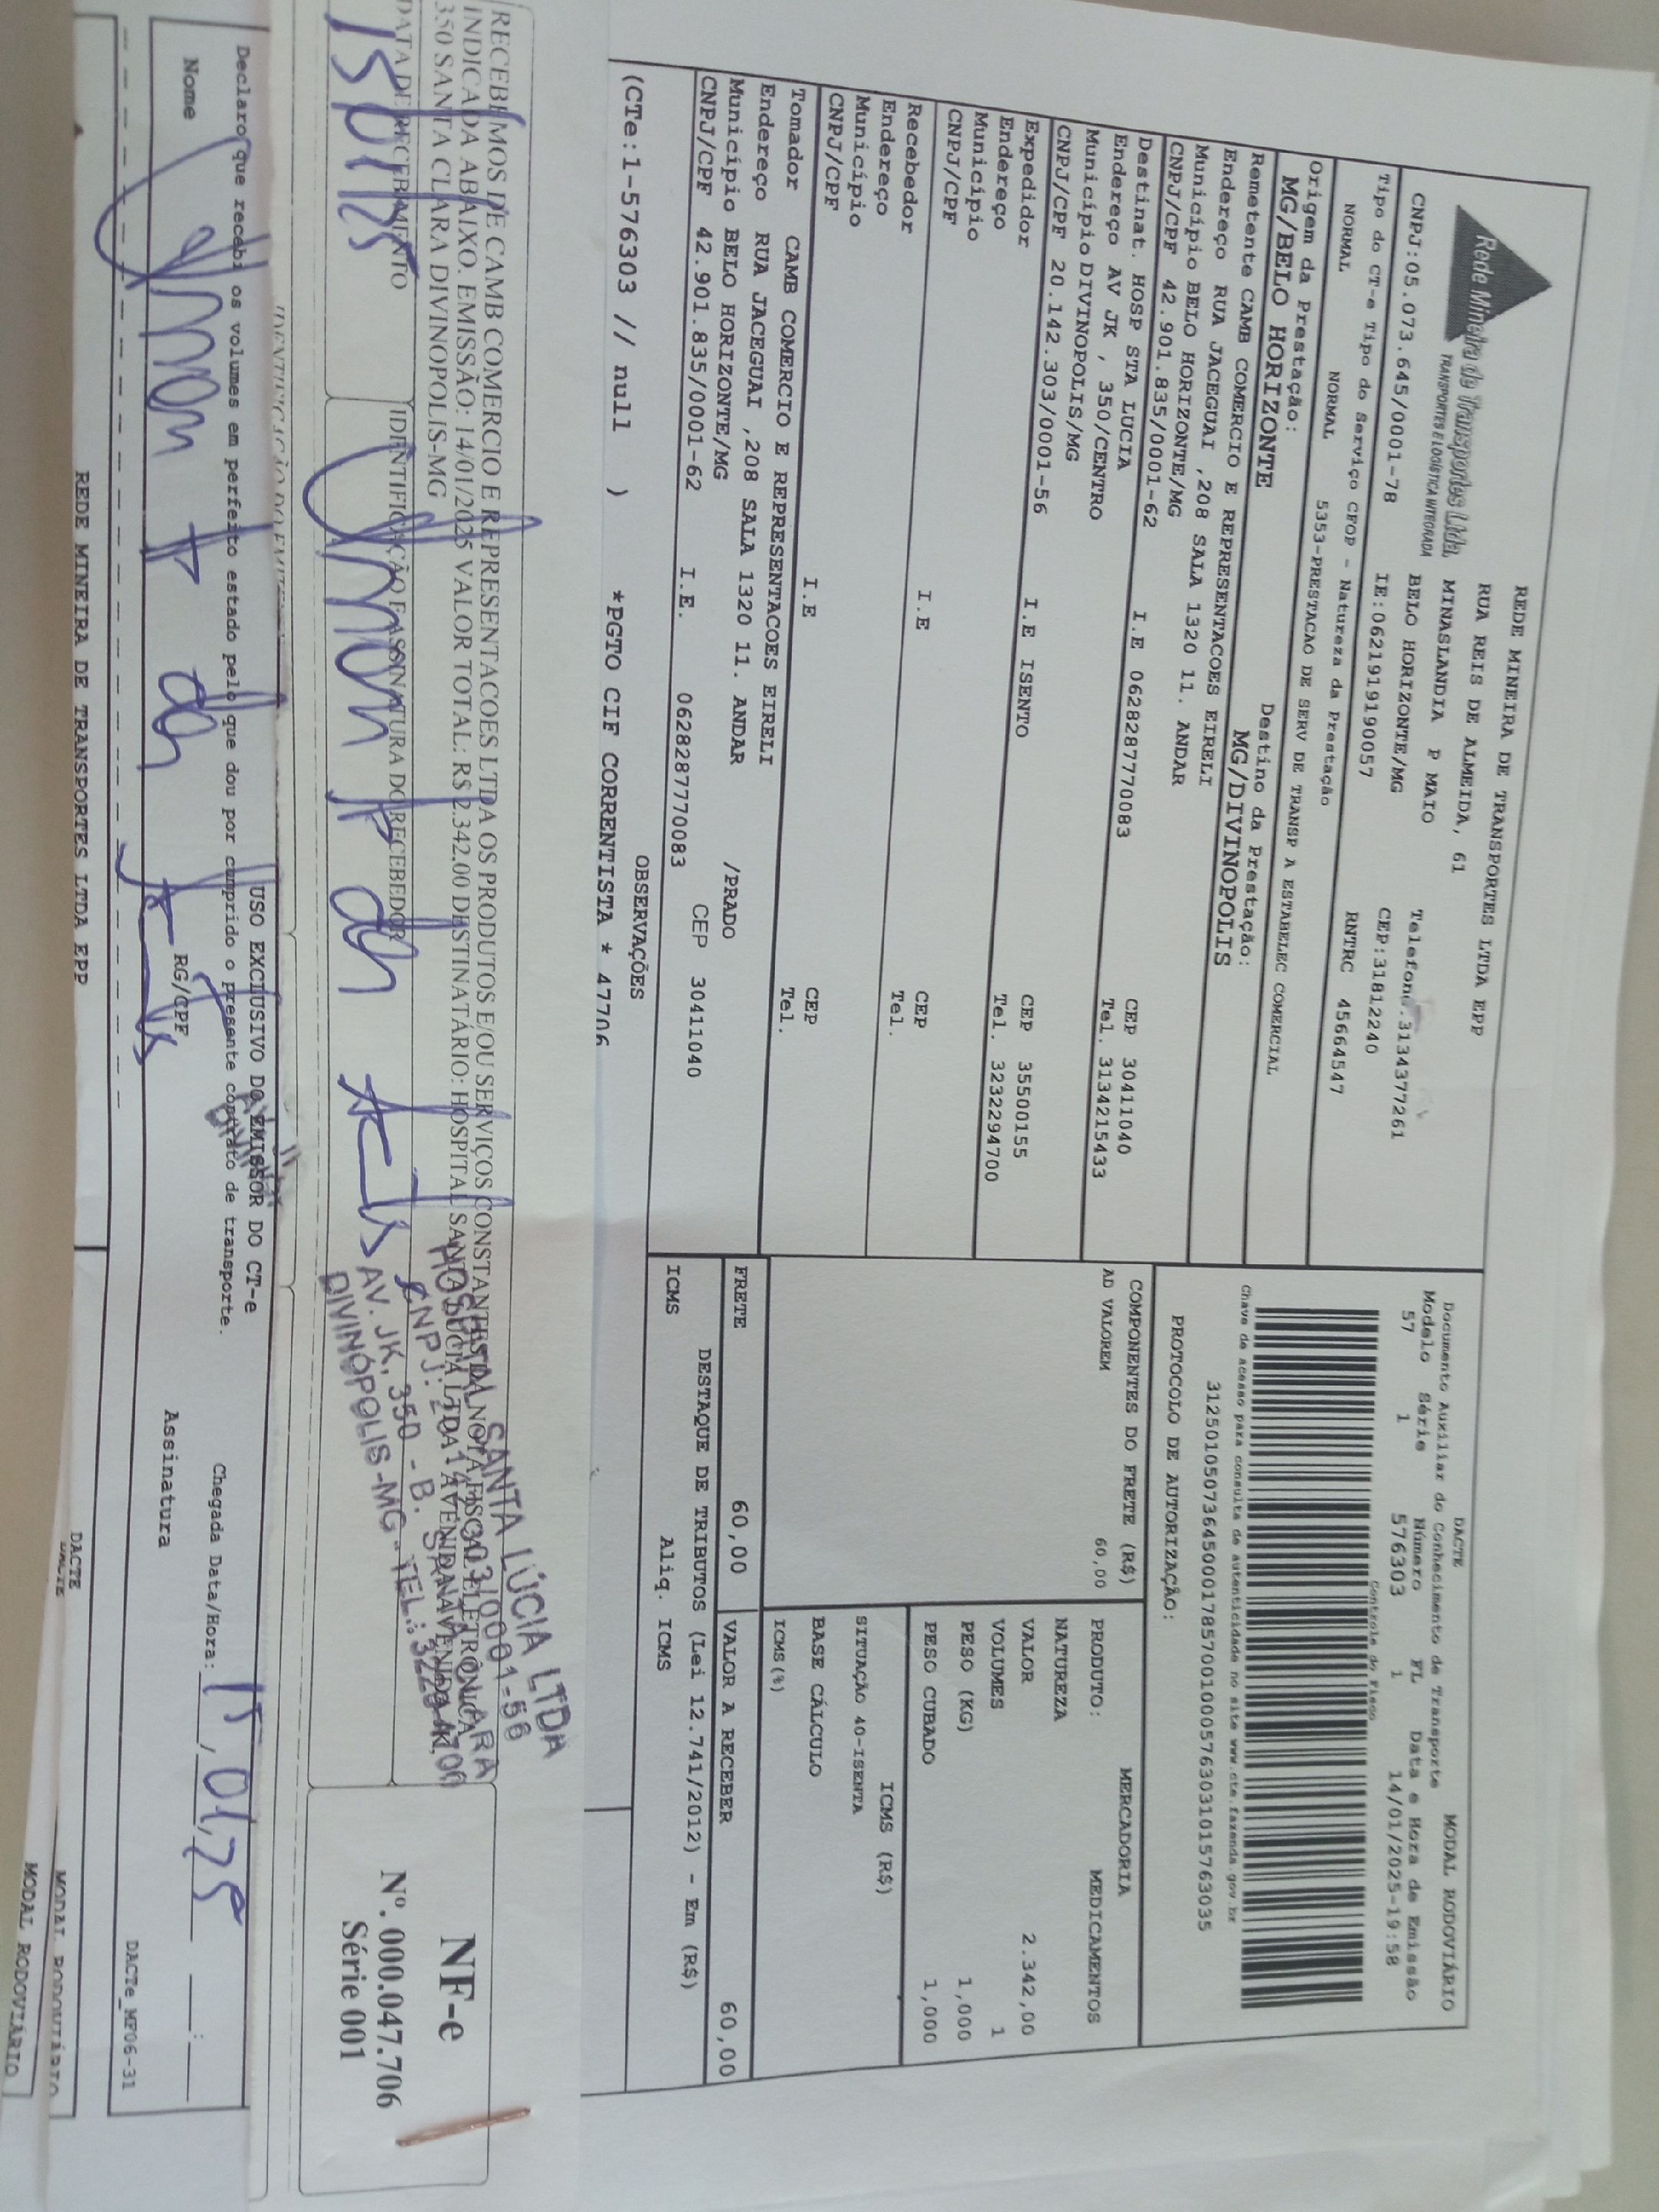 Rede Mineira de Transportes Ltda.
TRANSPORTES E LOGÍSTICA INTEGRADA
REDE MINEIRA DE TRANSPORTES LTDA EPP
RUA REIS DE ALMEIDA, 61
MINASLANDIA P MAIO
BELO HORIZONTE/MG
Telefone.3134377261
CNPJ:05.073.645/0001-78 IE:0621919190057 CEP:31812240
Tipo do CT-e Tipo do Serviço CFOP - Natureza da Prestação RNTRC 45664547
NORMAL NORMAL 5353-PRESTACAO DE SERV DE TRANSP A ESTABELEC COMERCIAL
Origem da Prestação: Destino da Prestação:
MG/BELO HORIZONTE MG/DIVINOPOLIS
Remetente CAMB COMERCIO E REPRESENTACOES EIRELI
Endereço RUA JACEGUAI ,208 SALA 1320 11. ANDAR
Município BELO HORIZONTE/MG CEP 30411040
CNPJ/CPF 42.901.835/0001-62 I.E 0628287770083 Tel. 3134215433
Destinat. HOSP STA LUCIA
Endereço AV JK , 350/CENTRO
Município DIVINOPOLIS/MG CEP 35500155
CNPJ/CPF 20.142.303/0001-56 I.E ISENTO Tel. 3232294700
Expedidor
Endereço
Município CEP
CNPJ/CPF I.E Tel.
Recebedor
Endereço
Município CEP
CNPJ/CPF I.E Tel.
Tomador CAMB COMERCIO E REPRESENTACOES EIRELI
Endereço RUA JACEGUAI ,208 SALA 1320 11. ANDAR /PRADO
Município BELO HORIZONTE/MG CEP 30411040
CNPJ/CPF 42.901.835/0001-62 I.E. 0628287770083
OBSERVAÇÕES
(CTe:1-576303 // null ) *PGTO CIF CORRENTISTA * 47706
DACTE MODAL RODOVIÁRIO
Documento Auxiliar do Conhecimento de Transporte
Modelo Série Número FL Data e Hora de Emissão
57 1 576303 1 14/01/2025-19:58
Controle do Fisco
Chave de acesso para consulta de autenticidade no site www.cte.fazenda.gov.br
31250105073645000178570010005763031015763035
PROTOCOLO DE AUTORIZAÇÃO:
COMPONENTES DO FRETE (R$) MERCADORIA
AD VALOREM 60,00
PRODUTO: MEDICAMENTOS
NATUREZA
VALOR 2.342,00
VOLUMES 1
PESO (KG) 1,000
PESO CUBADO 1,000
ICMS (R$)
SITUAÇÃO 40-ISENTA
BASE CÁLCULO
ICMS(%)
FRETE 60,00 VALOR A RECEBER 60,00
DESTAQUE DE TRIBUTOS (Lei 12.741/2012) - Em (R$)
ICMS Aliq. ICMS
RECEBEMOS DE CAMB COMERCIO E REPRESENTACOES LTDA OS PRODUTOS E/OU SERVIÇOS CONSTANTES DA NOTA FISCAL ELETRÔNICA
INDICADA ABAIXO. EMISSÃO: 14/01/2025 VALOR TOTAL: R$ 2.342,00 DESTINATÁRIO: HOSPITAL SANTA LUCIA LTDA
350 SANTA CLARA DIVINOPOLIS-MG
DATA DE RECEBIMENTO IDENTIFICAÇÃO E ASSINATURA DO RECEBEDOR
SANTA LÚCIA LTDA
AV. JK, 350 - B.
DIVINÓPOLIS-MG - TEL.:
NF-e
Nº. 000.047.706
Série 001
USO EXCLUSIVO DO EMISSOR DO CT-e
Declaro que recebi os volumes em perfeito estado pelo que dou por cumprido o presente contrato de transporte.
Chegada Data/Hora: 15, 01, 25
Nome RG/CPF Assinatura
DACTe_MF06-31
REDE MINEIRA DE TRANSPORTES LTDA EPP DACTE
MODAL RODOVIÁRIO
MODAL RODOVIÁRIO